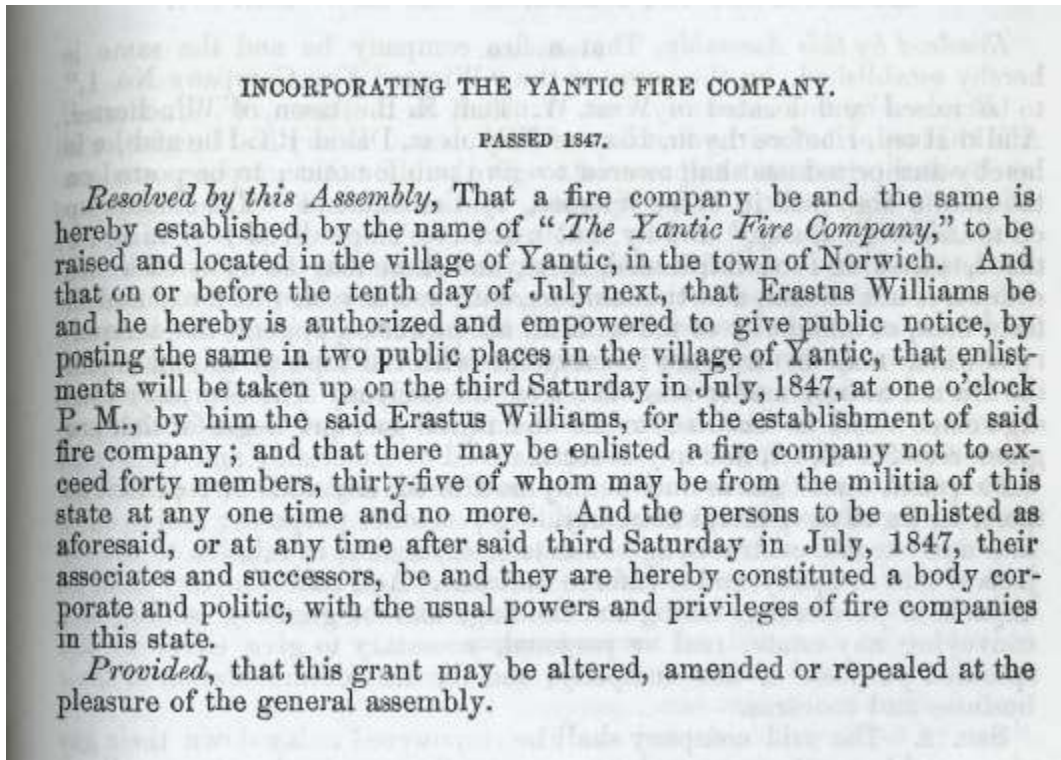 INCORPORATING THE YANTIC FIRE COMPANY.
PASSED 1847.
Resolved by this Assembly, That a fire company be and the same is
hereby established, by the name of “The Yantic Fire Company,” to be
raised and located in the village of Yantic, in the town of Norwich. And
that on or before the tenth day of July next, that Erastus Williams be
and he hereby is authorized and empowered to give public notice, by
posting the same in two public places in the village of Yantic, that enlist-
ments will be taken up on the third Saturday in July, 1847, at one o’clock
P. M., by him the said Erastus Williams, for the establishment of said
fire company ; and that there may be enlisted a fire company not to ex-
ceed forty members, thirty-five of whom may be from the militia of this
state at any one time and no more. And the persons to be enlisted as
aforesaid, or at any time after said third Saturday in July, 1847, their
associates and successors, be and they are hereby constituted a body cor-
porate and politic, with the usual powers and privileges of fire companies
in this state.
Provided, that this grant may be altered, amended or repealed at the
pleasure of the general assembly.